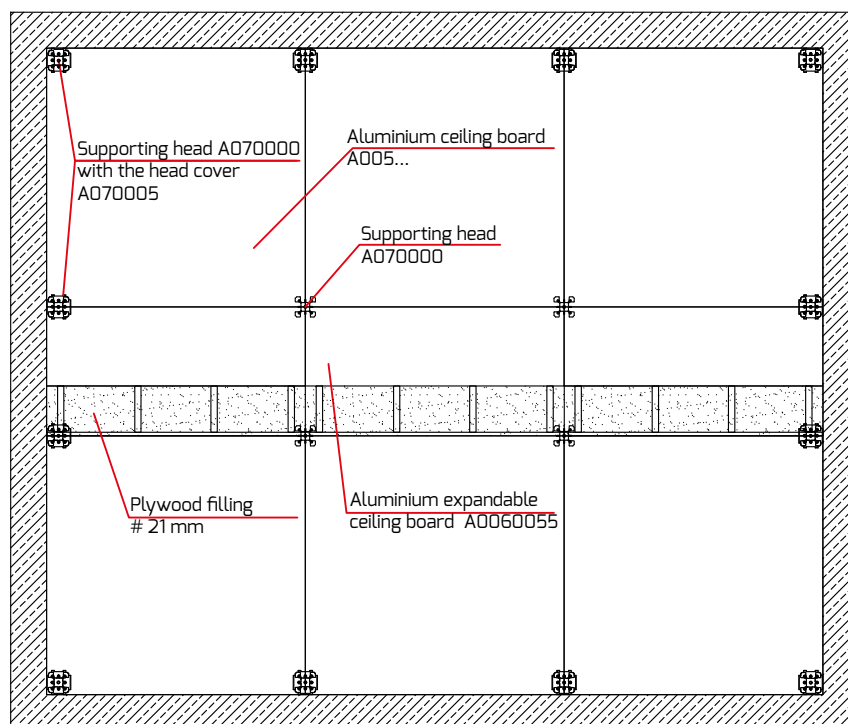 Supporting head A070000
with the head cover
A070005
Aluminium ceiling board
A005...
Supporting head
A070000
Plywood filling
# 21 mm
Aluminium expandable
ceiling board A0060055